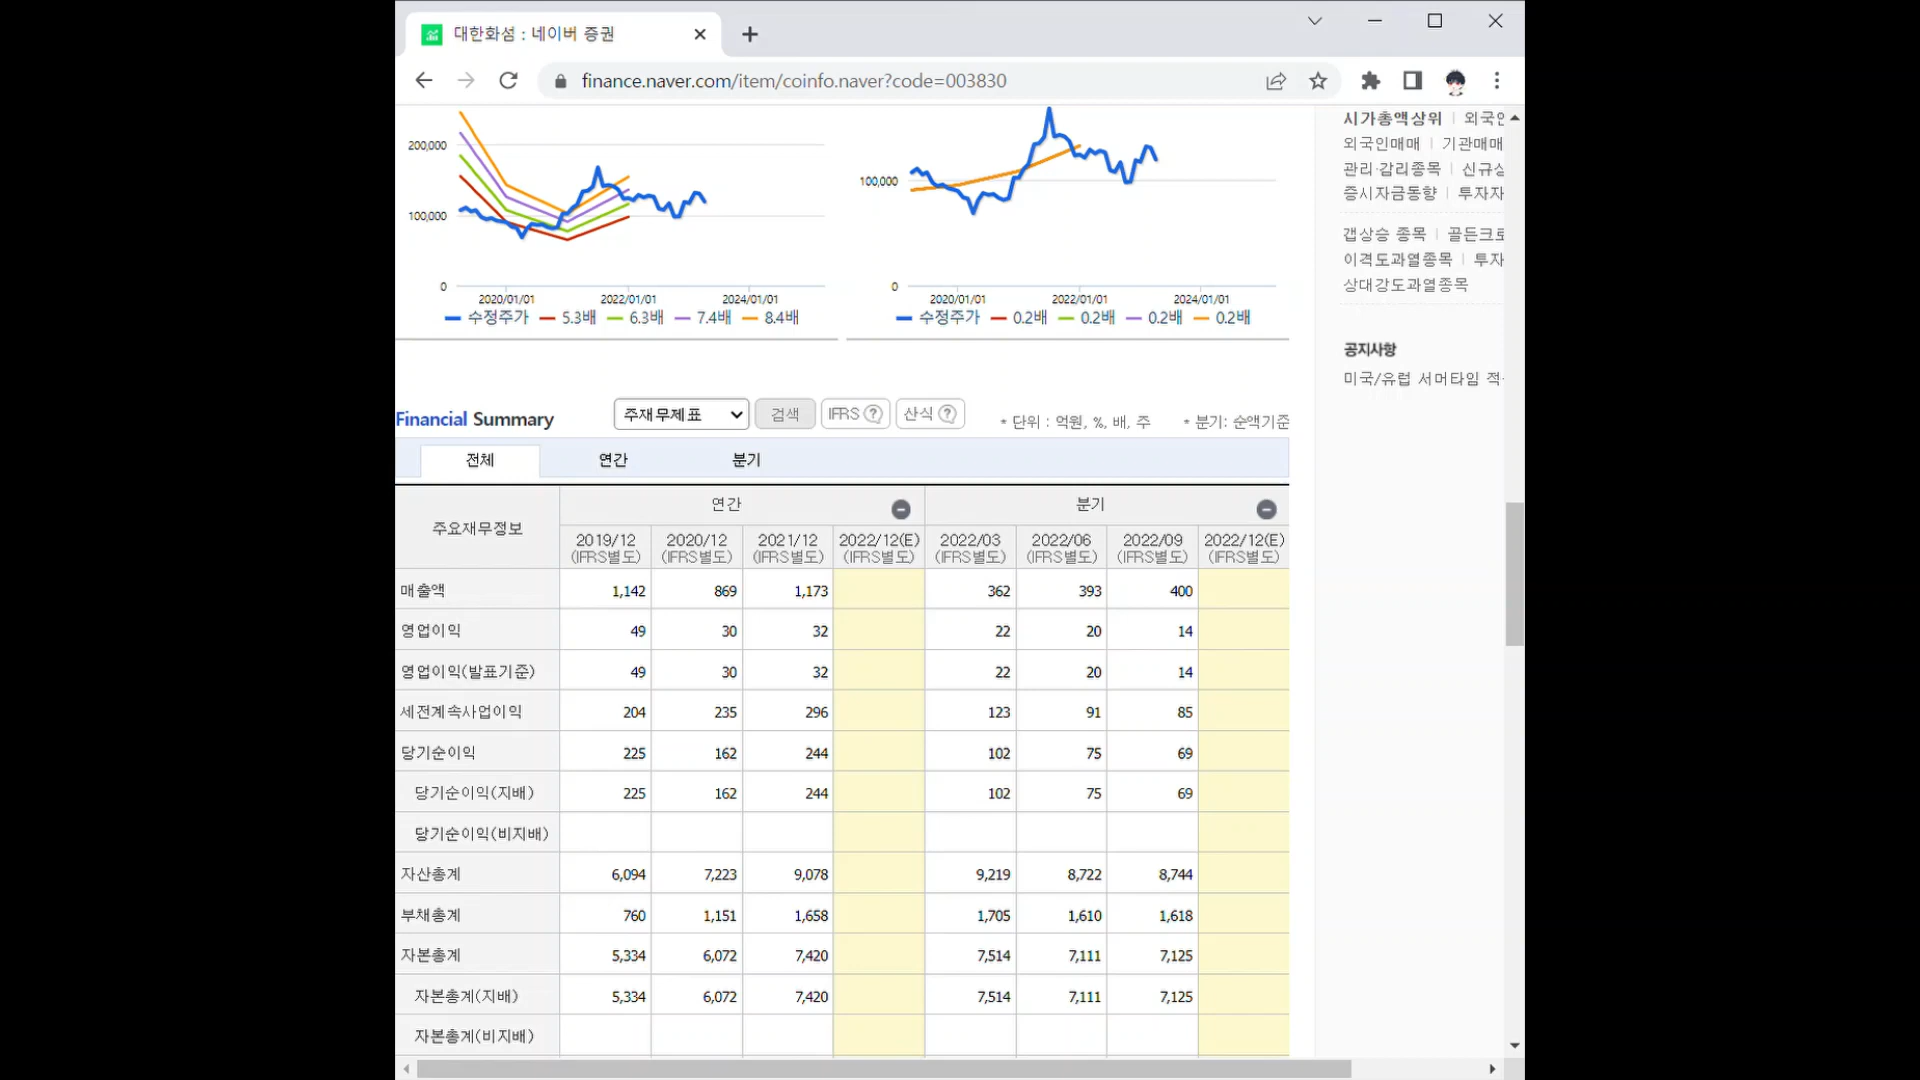 대한화섬 : 네이버 증권
finance.naver.com/item/coinfo.naver?code=003830
200,000
100,000
0
2020/01/01 2022/01/01 2024/01/01
수정주가 5.3배 6.3배 7.4배 8.4배
100,000
0
2020/01/01 2022/01/01 2024/01/01
수정주가 0.2배 0.2배 0.2배 0.2배
시가총액상위 외국인
외국인매매 기관매매
관리·감리종목 신규상
증시자금동향 투자자
갭상승 종목 골든크로
이격도과열종목 투자
상대강도과열종목
공지사항
미국/유럽 서머타임 적
Financial Summary 주재무제표 검색 IFRS ? 산식 ? * 단위 : 억원, %, 배, 주 * 분기: 순액기준
전체 연간 분기
주요재무정보 연간 분기
2019/12 2020/12 2021/12 2022/12(E) 2022/03 2022/06 2022/09 2022/12(E)
(IFRS별도) (IFRS별도) (IFRS별도) (IFRS별도) (IFRS별도) (IFRS별도) (IFRS별도) (IFRS별도)
매출액 1,142 869 1,173 362 393 400
영업이익 49 30 32 22 20 14
영업이익(발표기준) 49 30 32 22 20 14
세전계속사업이익 204 235 296 123 91 85
당기순이익 225 162 244 102 75 69
당기순이익(지배) 225 162 244 102 75 69
당기순이익(비지배)
자산총계 6,094 7,223 9,078 9,219 8,722 8,744
부채총계 760 1,151 1,658 1,705 1,610 1,618
자본총계 5,334 6,072 7,420 7,514 7,111 7,125
자본총계(지배) 5,334 6,072 7,420 7,514 7,111 7,125
자본총계(비지배)